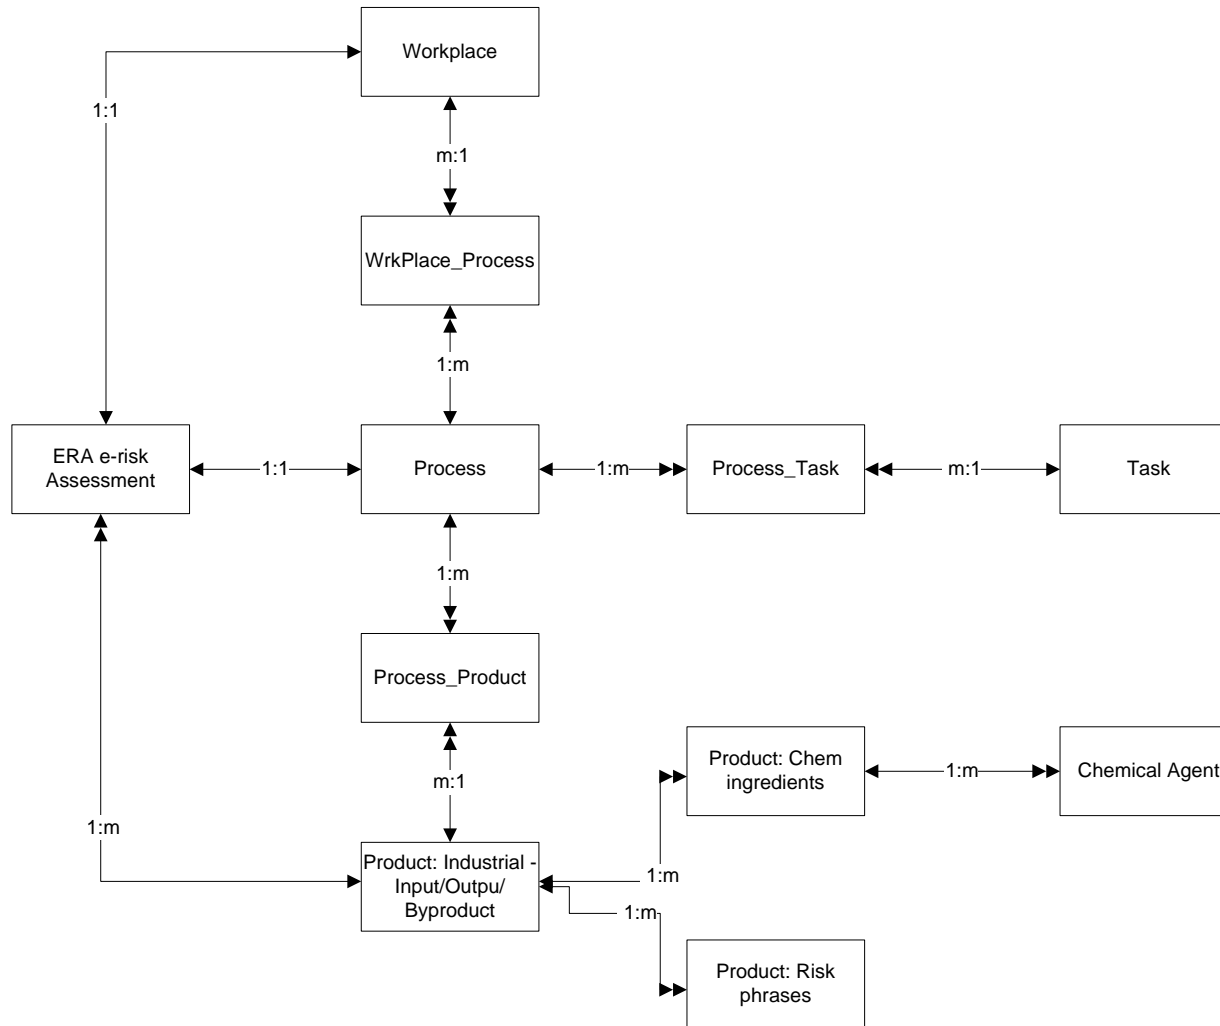 Workplace
1:1
m:1
WrkPlace_Process
1:m
ERA e-risk
Assessment
1:1
Process
1:m
Process_Task
m:1
Task
1:m
Process_Product
Product: Chem
ingredients
1:m
Chemical Agent
m:1
1:m
Product: Industrial -
Input/Outpu/
Byproduct
1:m
1:m
Product: Risk
phrases